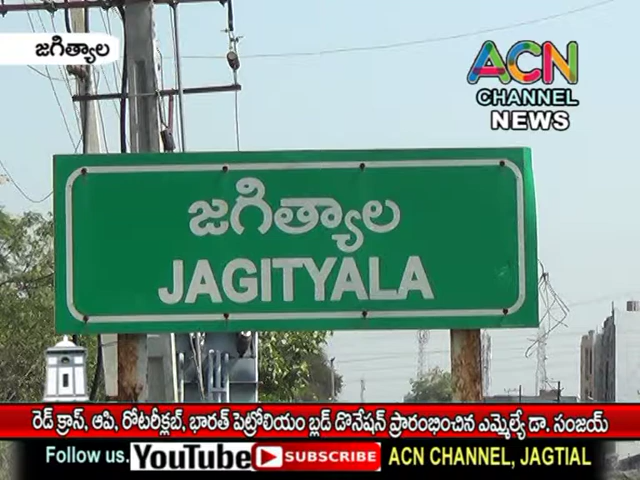 జగిత్యాల
ACN
CHANNEL
NEWS
జగిత్యాల
JAGITYALA
రెడ్ క్రాస్, ఆపి, రోటరీక్లబ్, భారత్ పెట్రోలియం బ్లడ్ డొనేషన్ ప్రారంభించిన ఎమ్మెల్యే డా. సంజయ్
Follow us. YouTube SUBSCRIBE ACN CHANNEL, JAGTIAL